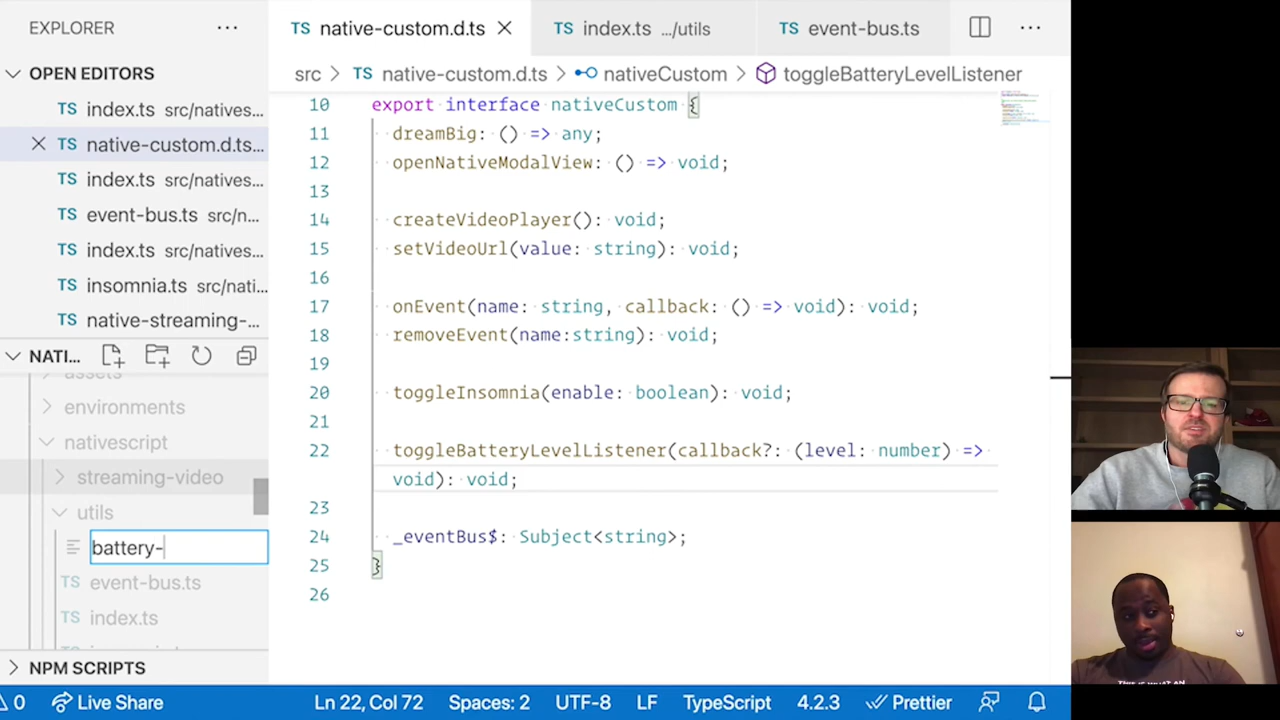 EXPLORER
OPEN EDITORS
TS index.ts src/natives...
TS native-custom.d.ts...
TS index.ts src/natives...
TS event-bus.ts src/n...
TS index.ts src/natives...
TS insomnia.ts src/nati...
TS native-streaming-...
NATI...
assets
environments
nativescript
streaming-video
utils
battery-
TS event-bus.ts
TS index.ts
NPM SCRIPTS
TS native-custom.d.ts
TS index.ts .../utils
TS event-bus.ts
src > TS native-custom.d.ts > nativeCustom > toggleBatteryLevelListener
10 export interface nativeCustom {
11 dreamBig: () => any;
12 openNativeModalView: () => void;
13
14 createVideoPlayer(): void;
15 setVideoUrl(value: string): void;
16
17 onEvent(name: string, callback: () => void): void;
18 removeEvent(name:string): void;
19
20 toggleInsomnia(enable: boolean): void;
21
22 toggleBatteryLevelListener(callback?: (level: number) =>
void): void;
23
24 _eventBus$: Subject<string>;
25 }
26
0 Live Share Ln 22, Col 72 Spaces: 2 UTF-8 LF TypeScript 4.2.3 Prettier
THIS IS WHAT AN